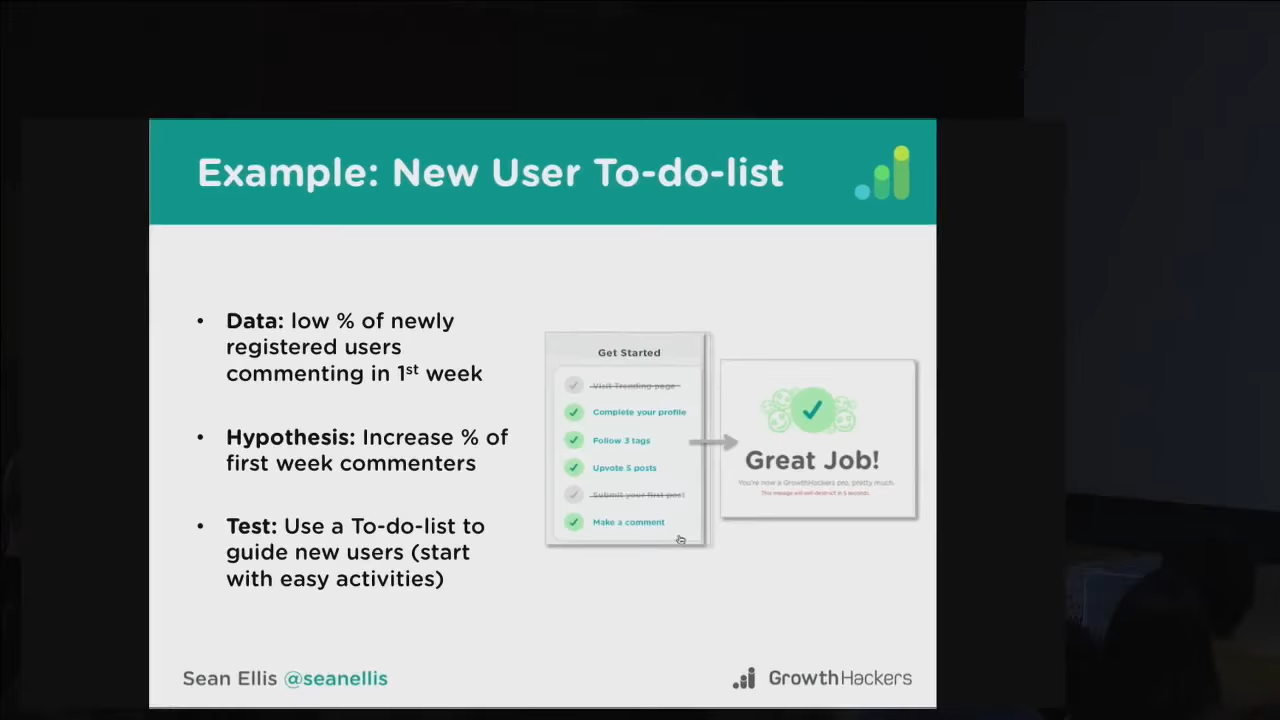 Example: New User To-do-list
• Data: low % of newly
registered users
commenting in 1st week
• Hypothesis: Increase % of
first week commenters
• Test: Use a To-do-list to
guide new users (start
with easy activities)
Get Started
Visit Trending page
Complete your profile
Follow 3 tags
Upvote 5 posts
Submit your first post
Make a comment
Great Job!
You're now a GrowthHackers pro, pretty much.
This message will self-destruct in 5 seconds.
Sean Ellis @seanellis
GrowthHackers